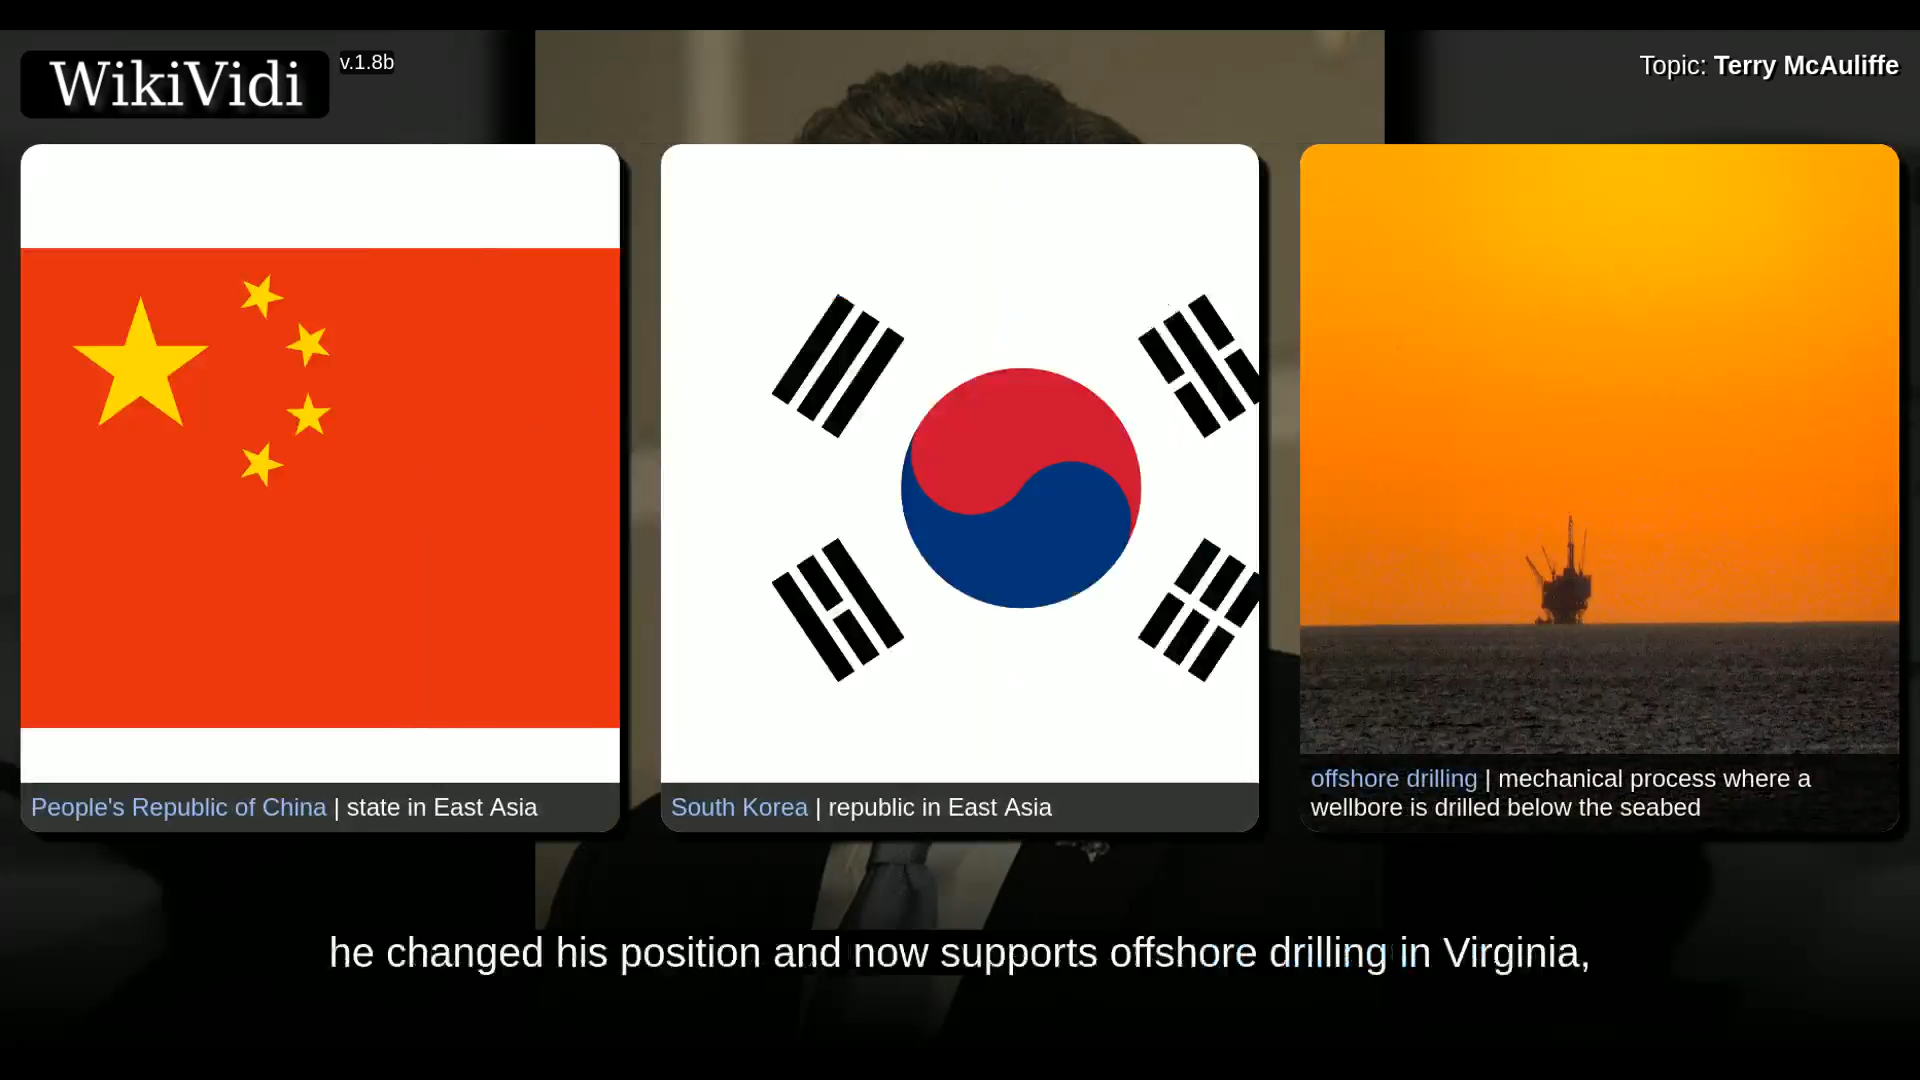 WikiVidi
v.1.8b
Topic: Terry McAuliffe
People's Republic of China | state in East Asia
South Korea | republic in East Asia
offshore drilling | mechanical process where a
wellbore is drilled below the seabed
he changed his position and now supports offshore drilling in Virginia,